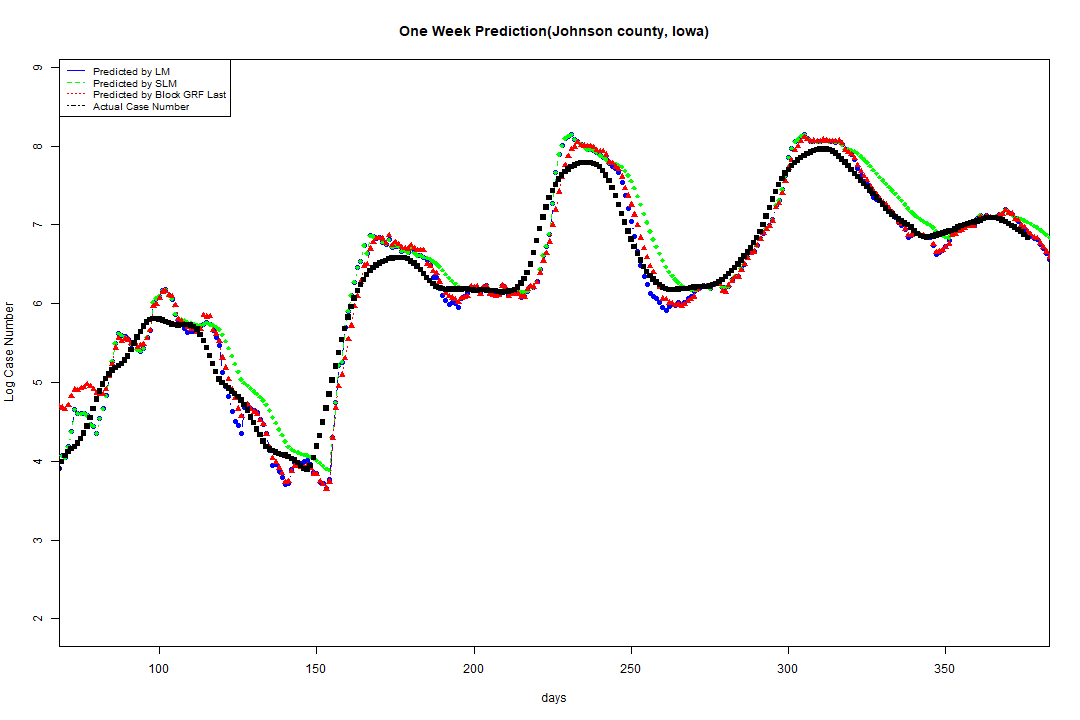 One Week Prediction(Johnson county, Iowa)
Predicted by LM
Predicted by SLM
Predicted by Block GRF Last
Actual Case Number
9
8
7
6
5
4
3
2
Log Case Number
100 150 200 250 300 350
days